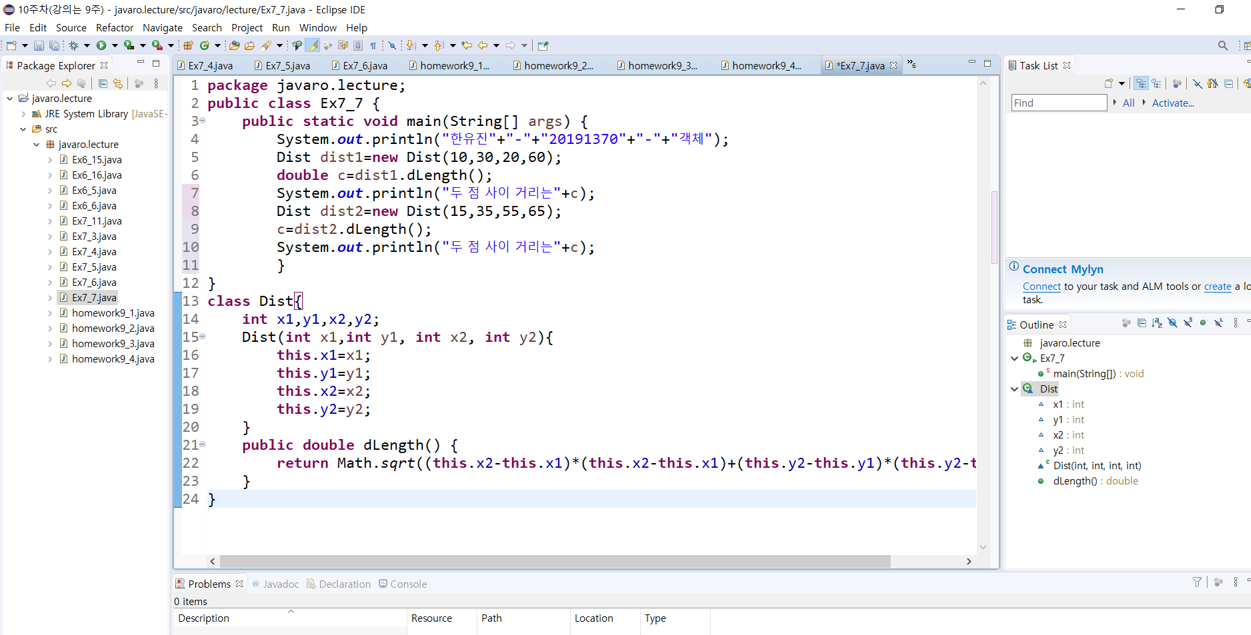 10주차(강의는 9주) - javaro.lecture/src/javaro/lecture/Ex7_7.java - Eclipse IDE
File Edit Source Refactor Navigate Search Project Run Window Help
Package Explorer
javaro.lecture
JRE System Library [JavaSE-
src
javaro.lecture
Ex6_15.java
Ex6_16.java
Ex6_5.java
Ex6_6.java
Ex7_11.java
Ex7_3.java
Ex7_4.java
Ex7_5.java
Ex7_6.java
Ex7_7.java
homework9_1.java
homework9_2.java
homework9_3.java
homework9_4.java
Ex7_4.java Ex7_5.java Ex7_6.java homework9_1... homework9_2... homework9_3... homework9_4... *Ex7_7.java »6
1 package javaro.lecture;
2 public class Ex7_7 {
3 public static void main(String[] args) {
4 System.out.println("한유진"+"-"+"20191370"+"-"+"객체");
5 Dist dist1=new Dist(10,30,20,60);
6 double c=dist1.dLength();
7 System.out.println("두 점 사이 거리는"+c);
8 Dist dist2=new Dist(15,35,55,65);
9 c=dist2.dLength();
10 System.out.println("두 점 사이 거리는"+c);
11 }
12 }
13 class Dist{
14 int x1,y1,x2,y2;
15 Dist(int x1,int y1, int x2, int y2){
16 this.x1=x1;
17 this.y1=y1;
18 this.x2=x2;
19 this.y2=y2;
20 }
21 public double dLength() {
22 return Math.sqrt((this.x2-this.x1)*(this.x2-this.x1)+(this.y2-this.y1)*(this.y2-t
23 }
24 }
Task List
Find All Activate...
Connect Mylyn
Connect to your task and ALM tools or create a lo
task.
Outline
javaro.lecture
Ex7_7
main(String[]) : void
Dist
x1 : int
y1 : int
x2 : int
y2 : int
Dist(int, int, int, int)
dLength() : double
Problems Javadoc Declaration Console
0 items
Description Resource Path Location Type